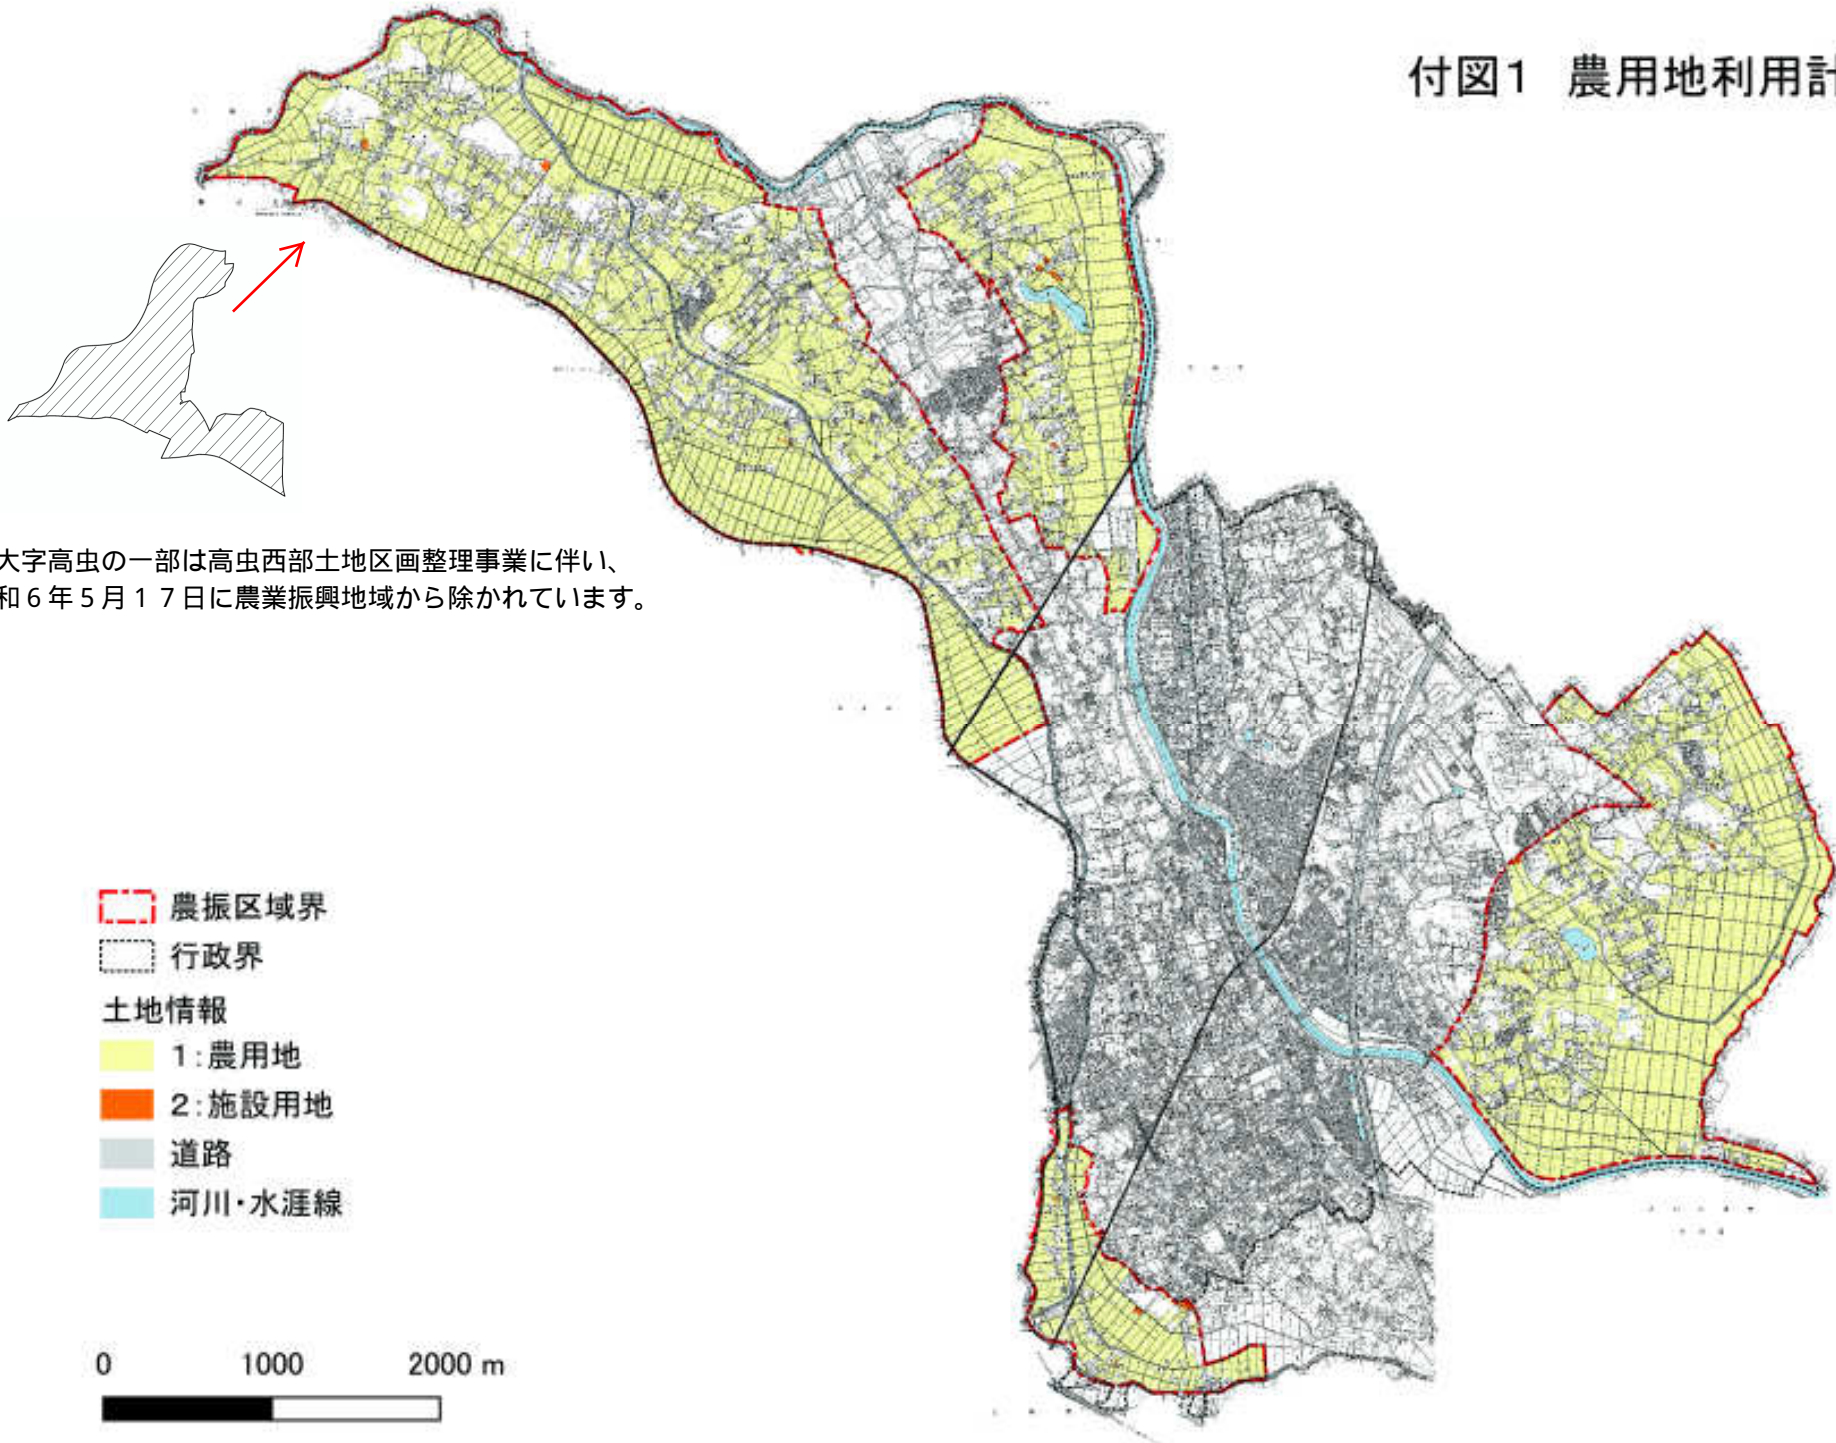 付図1 農用地利用計
大字高虫の一部は高虫西部土地区画整理事業に伴い、
和6年5月17日に農業振興地域から除かれています。
農振区域界
行政界
土地情報
1:農用地
2:施設用地
道路
河川・水涯線
0 1000 2000 m